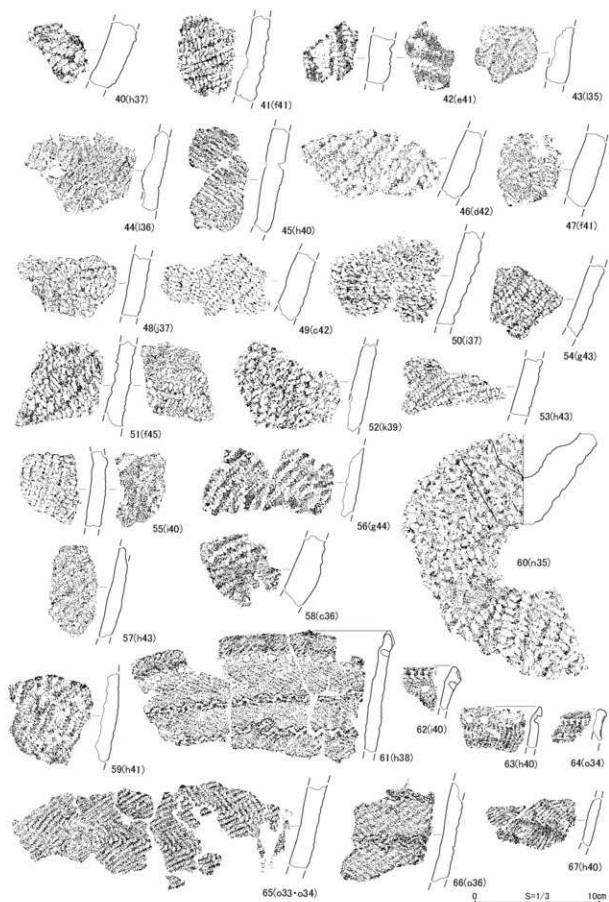 40(h37)
41(f41)
42(e41)
43(l35)
44(l36)
45(h40)
46(d42)
47(f41)
48(j37)
49(c42)
50(i37)
54(g43)
51(f45)
52(k39)
53(h43)
55(i40)
56(g44)
60(n35)
57(h43)
58(c36)
59(h41)
61(h38)
62(i40)
63(h40)
64(o34)
65(o33・o34)
66(o36)
67(h40)
0 S=1/3 10cm